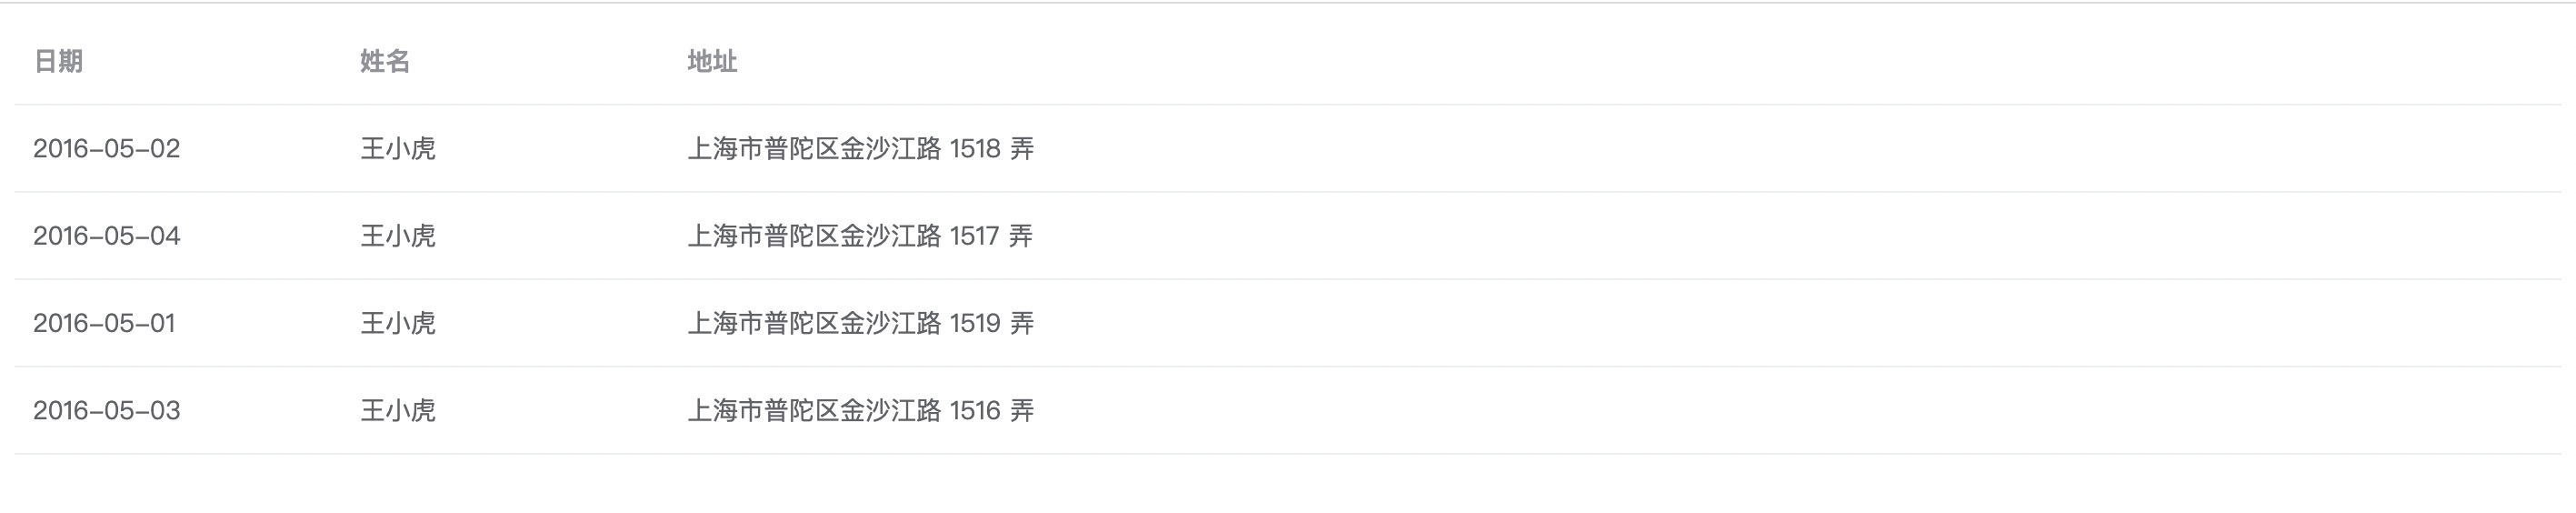 日期 姓名 地址
2016-05-02 王小虎 上海市普陀区金沙江路 1518 弄
2016-05-04 王小虎 上海市普陀区金沙江路 1517 弄
2016-05-01 王小虎 上海市普陀区金沙江路 1519 弄
2016-05-03 王小虎 上海市普陀区金沙江路 1516 弄